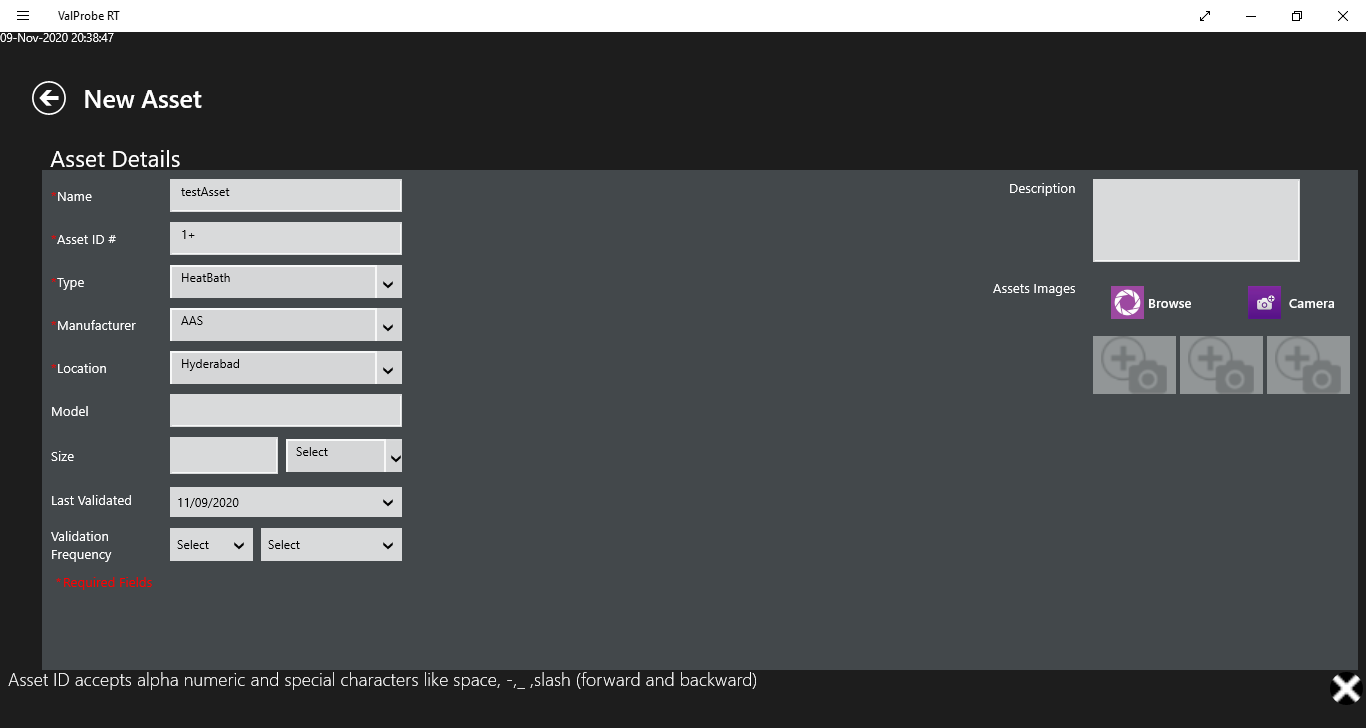 ValProbe RT
09-Nov-2020 20:38:47
New Asset
Asset Details
*Name testAsset
*Asset ID # 1+
*Type HeatBath
*Manufacturer AAS
*Location Hyderabad
Model
Size Select
Last Validated 11/09/2020
Validation
Frequency Select Select
*Required Fields
Description
Assets Images Browse Camera
Asset ID accepts alpha numeric and special characters like space, -,_ ,slash (forward and backward)